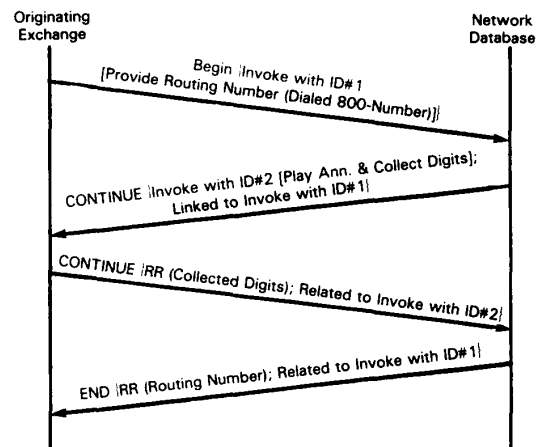 Originating
Exchange
Network
Database
Begin {Invoke with ID#1
[Provide Routing Number (Dialed 800-Number)]}
CONTINUE {Invoke with ID#2 [Play Ann. & Collect Digits];
Linked to Invoke with ID#1}
CONTINUE {RR (Collected Digits); Related to Invoke with ID#2}
END {RR (Routing Number); Related to Invoke with ID#1}